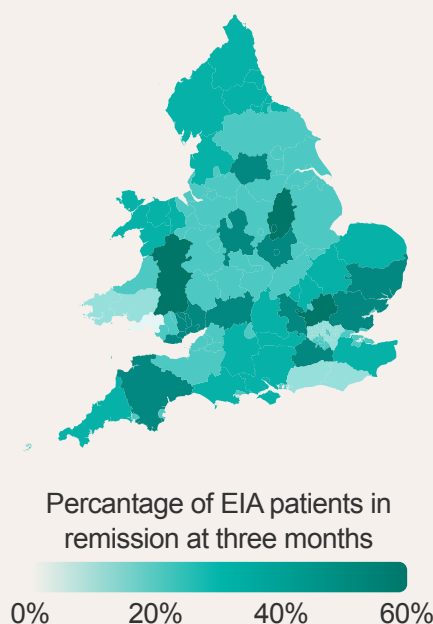 Percantage of EIA patients in
remission at three months
0% 20% 40% 60%